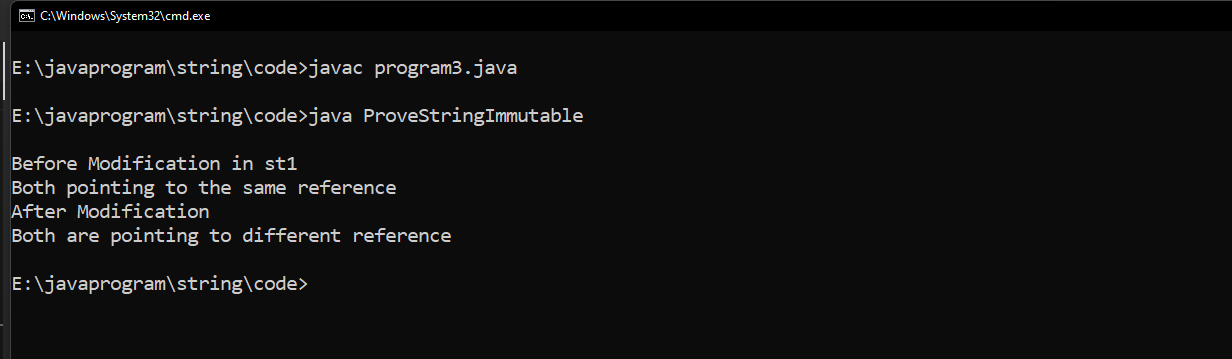 C:\Windows\System32\cmd.exe
E:\javaprogram\string\code>javac program3.java
E:\javaprogram\string\code>java ProveStringImmutable
Before Modification in st1
Both pointing to the same reference
After Modification
Both are pointing to different reference
E:\javaprogram\string\code>